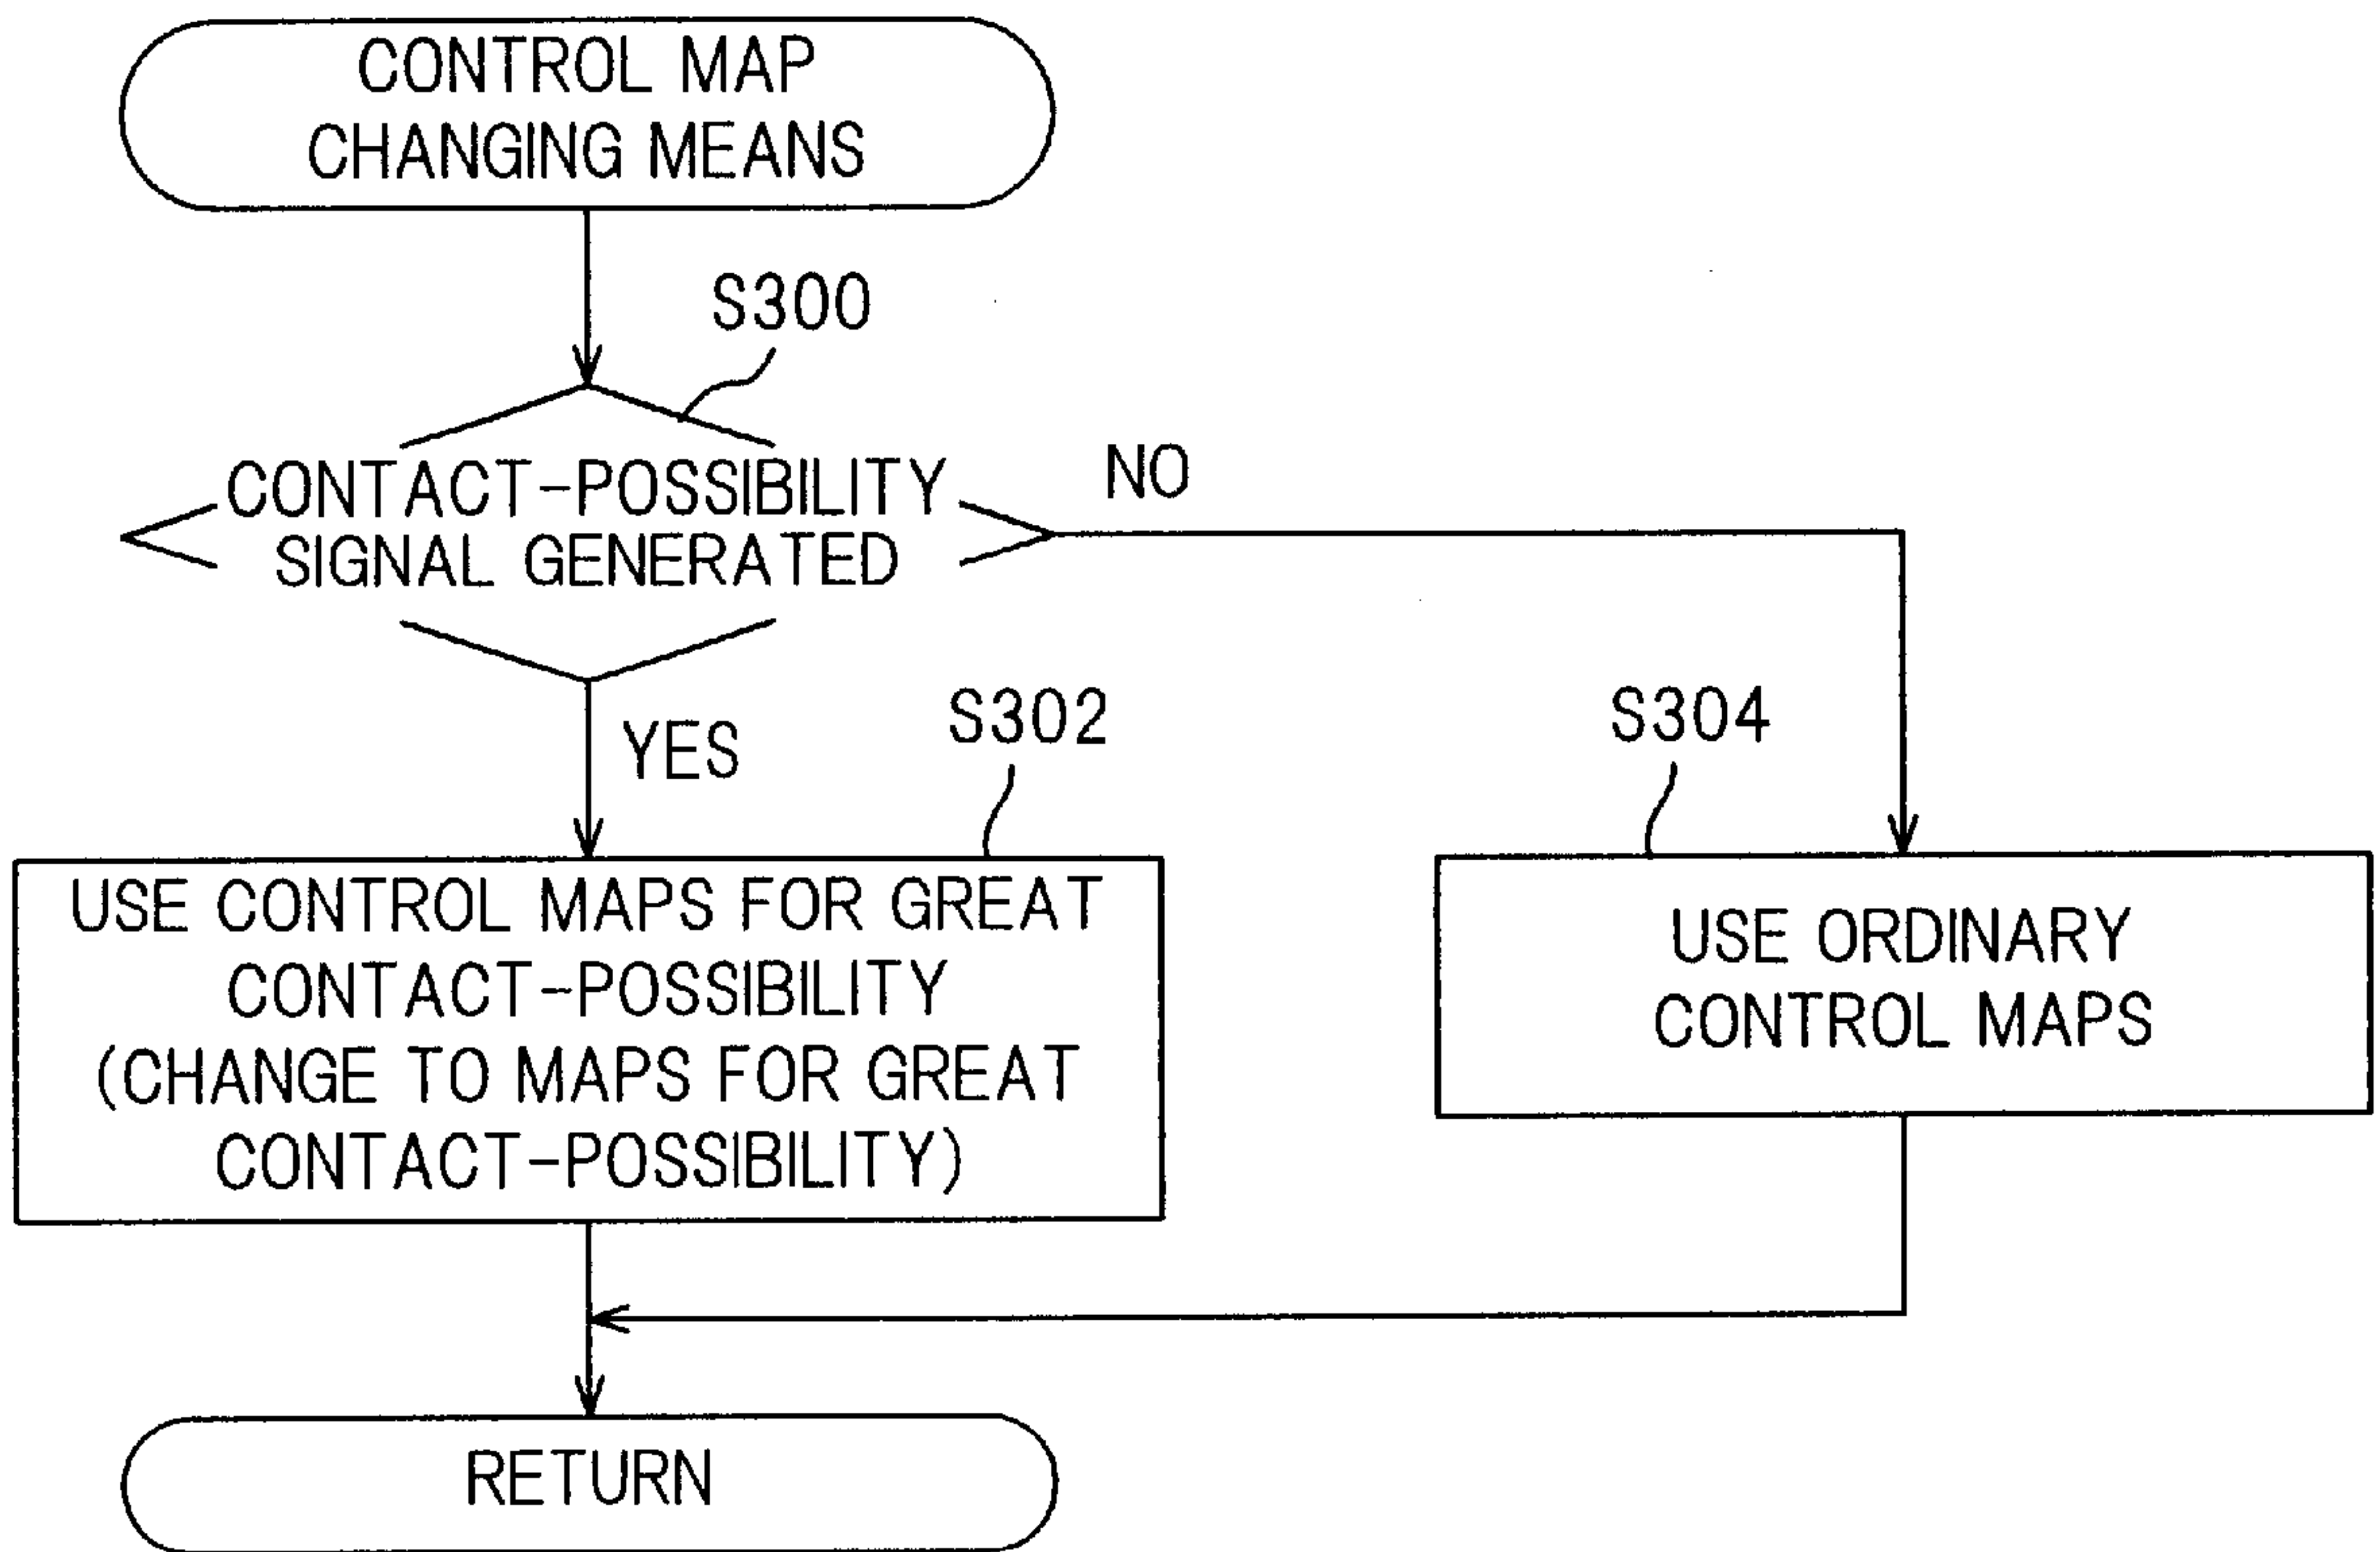 CONTROL MAP
CHANGING MEANS
S300
CONTACT-POSSIBILITY
SIGNAL GENERATED
NO
YES
S302
S304
USE CONTROL MAPS FOR GREAT
CONTACT-POSSIBILITY
(CHANGE TO MAPS FOR GREAT
CONTACT-POSSIBILITY)
USE ORDINARY
CONTROL MAPS
RETURN